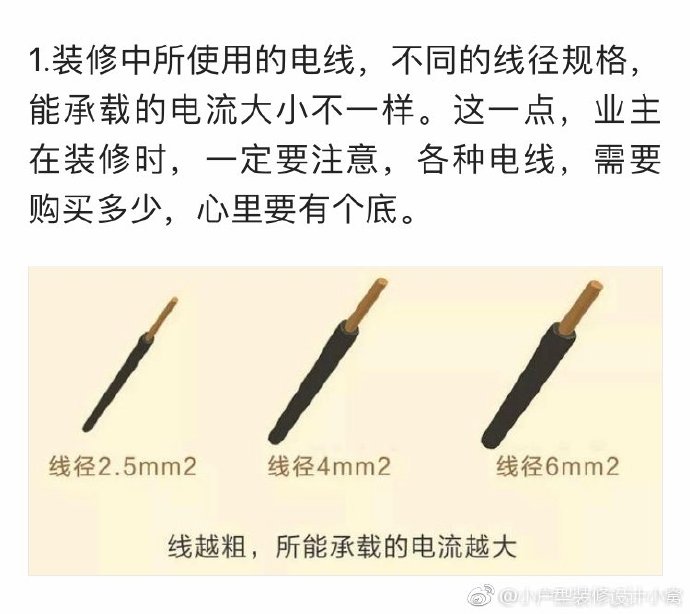 1.装修中所使用的电线，不同的线径规格，
能承载的电流大小不一样。这一点，业主
在装修时，一定要注意，各种电线，需要
购买多少，心里要有个底。
线径2.5mm2 线径4mm2 线径6mm2
线越粗，所能承载的电流越大
@小户型装修设计小窝